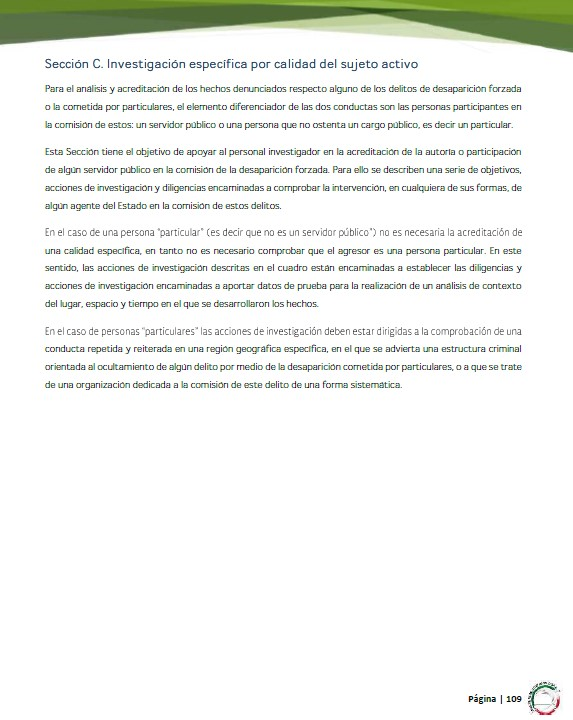 Sección C. Investigación específica por calidad del sujeto activo
Para el análisis y acreditación de los hechos denunciados respecto alguno de los delitos de desaparición forzada
o la cometida por particulares, el elemento diferenciador de las dos conductas son las personas participantes en
la comisión de estos: un servidor público o una persona que no ostenta un cargo público, es decir un particular.
Esta Sección tiene el objetivo de apoyar al personal investigador en la acreditación de la autoría o participación
de algún servidor público en la comisión de la desaparición forzada. Para ello se describen una serie de objetivos,
acciones de investigación y diligencias encaminadas a comprobar la intervención, en cualquiera de sus formas, de
algún agente del Estado en la comisión de estos delitos.
En el caso de una persona "particular" (es decir que no es un servidor público") no es necesaria la acreditación de
una calidad específica, en tanto no es necesario comprobar que el agresor es una persona particular. En este
sentido, las acciones de investigación descritas en el cuadro están encaminadas a establecer las diligencias y
acciones de investigación encaminadas a aportar datos de prueba para la realización de un análisis de contexto
del lugar, espacio y tiempo en el que se desarrollaron los hechos.
En el caso de personas "particulares" las acciones de investigación deben estar dirigidas a la comprobación de una
conducta repetida y reiterada en una región geográfica específica, en el que se advierta una estructura criminal
orientada al ocultamiento de algún delito por medio de la desaparición cometida por particulares, o a que se trate
de una organización dedicada a la comisión de este delito de una forma sistemática.
Página | 109